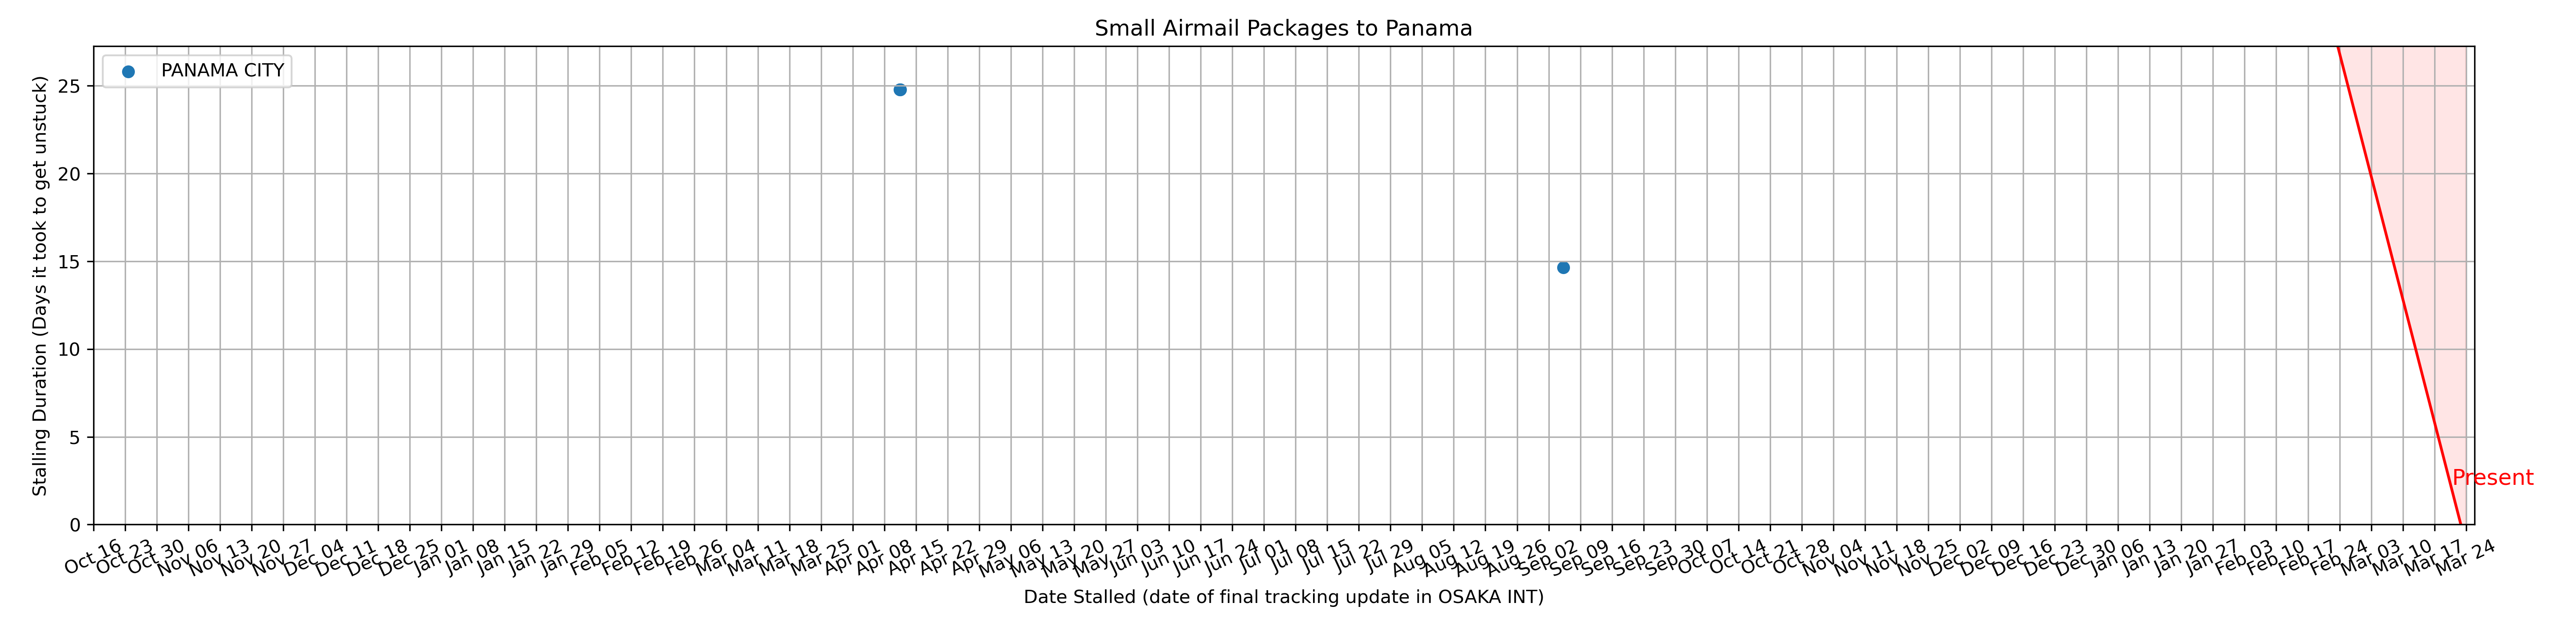 Small Airmail Packages to Panama
PANAMA CITY
Stalling Duration (Days it took to get unstuck)
25
20
15
10
5
0
Present
Oct 16 Oct 23 Oct 30 Nov 06 Nov 13 Nov 20 Nov 27 Dec 04 Dec 11 Dec 18 Dec 25 Jan 01 Jan 08 Jan 15 Jan 22 Jan 29 Feb 05 Feb 12 Feb 19 Feb 26 Mar 04 Mar 11 Mar 18 Mar 25 Apr 01 Apr 08 Apr 15 Apr 22 Apr 29 May 06 May 13 May 20 May 27 Jun 03 Jun 10 Jun 17 Jun 24 Jul 01 Jul 08 Jul 15 Jul 22 Jul 29 Aug 05 Aug 12 Aug 19 Aug 26 Sep 02 Sep 09 Sep 16 Sep 23 Sep 30 Oct 07 Oct 14 Oct 21 Oct 28 Nov 04 Nov 11 Nov 18 Nov 25 Dec 02 Dec 09 Dec 16 Dec 23 Dec 30 Jan 06 Jan 13 Jan 20 Jan 27 Feb 03 Feb 10 Feb 17 Feb 24 Mar 03 Mar 10 Mar 17 Mar 24
Date Stalled (date of final tracking update in OSAKA INT)